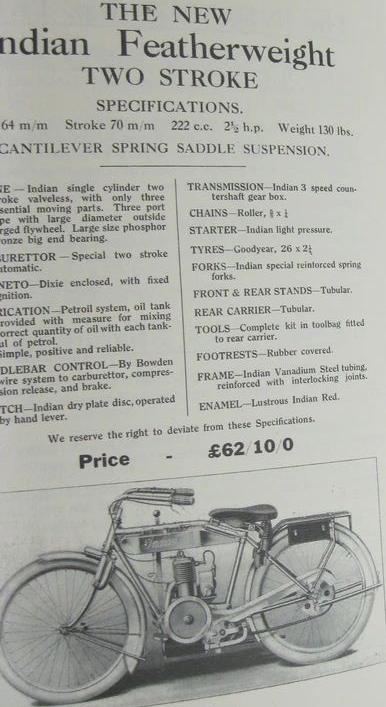 THE NEW
ndian Featherweight
TWO STROKE
SPECIFICATIONS.
64 m/m Stroke 70 m/m 222 c.c. 2½ h.p. Weight 130 lbs.
CANTILEVER SPRING SADDLE SUSPENSION.
NE — Indian single cylinder two
roke valveless, with only three
sential moving parts. Three port
pe with large diameter outside
rged flywheel. Large size phosphor
onze big end bearing.
BURETTOR — Special two stroke
utomatic.
NETO—Dixie enclosed, with fixed
gnition.
RICATION—Petroil system, oil tank
rovided with measure for mixing
orrect quantity of oil with each tank-
ul of petrol.
Simple, positive and reliable.
DLEBAR CONTROL—By Bowden
wire system to carburettor, compres-
sion release, and brake.
TCH—Indian dry plate disc, operated
by hand lever.
TRANSMISSION—Indian 3 speed coun-
tershaft gear box.
CHAINS—Roller,
STARTER—Indian light pressure.
TYRES—Goodyear, 26 x 2¼
FORKS—Indian special reinforced spring
forks.
FRONT & REAR STANDS—Tubular.
REAR CARRIER—Tubular.
TOOLS—Complete kit in toolbag fitted
to rear carrier.
FOOTRESTS—Rubber covered.
FRAME—Indian Vanadium Steel tubing,
reinforced with interlocking joints.
ENAMEL—Lustrous Indian Red.
We reserve the right to deviate from these Specifications.
Price - £62/10/0
Indian